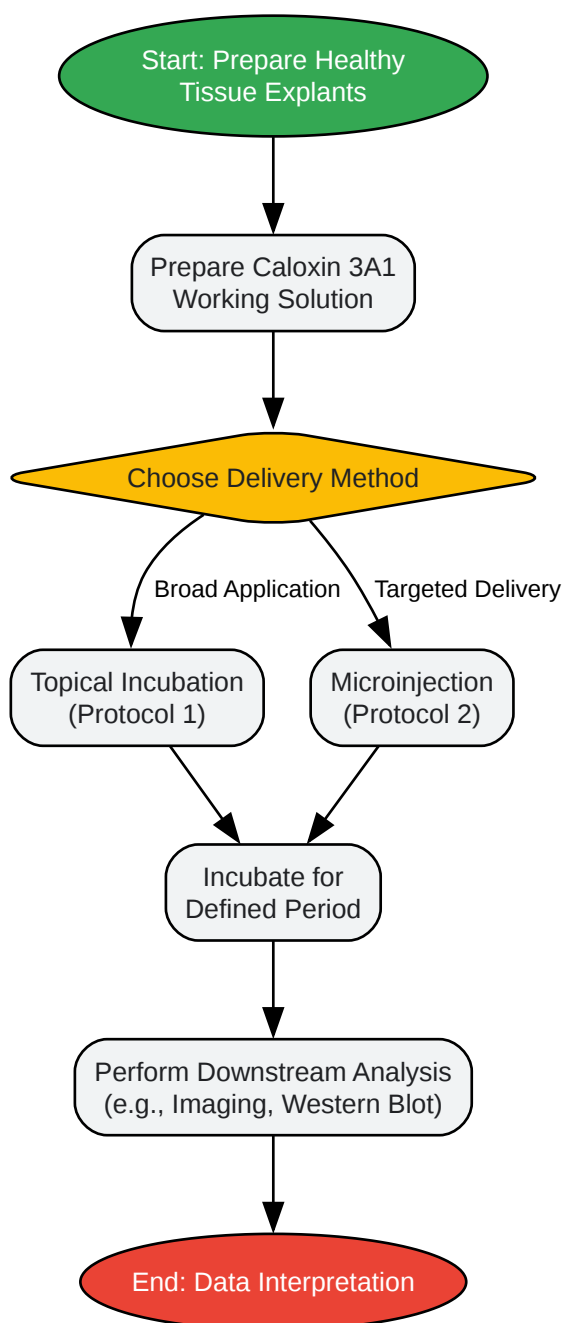 Start: Prepare Healthy
Tissue Explants
Prepare Caloxin 3A1
Working Solution
Choose Delivery Method
Broad Application
Targeted Delivery
Topical Incubation
(Protocol 1)
Microinjection
(Protocol 2)
Incubate for
Defined Period
Perform Downstream Analysis
(e.g., Imaging, Western Blot)
End: Data Interpretation